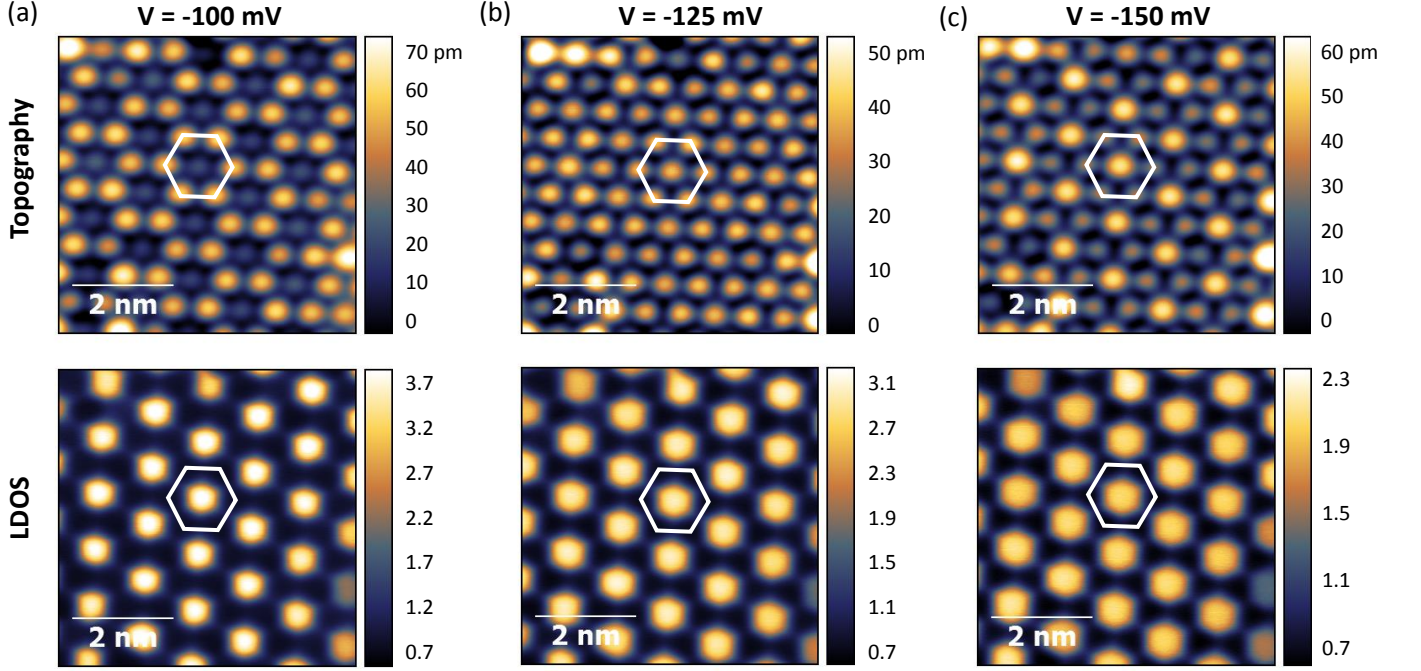 (a) V = -100 mV
(b) V = -125 mV
(c) V = -150 mV
Topography
70 pm
60
50
40
30
20
10
0
2 nm
50 pm
40
30
20
10
0
2 nm
60 pm
50
40
30
20
10
0
2 nm
LDOS
3.7
3.2
2.7
2.2
1.7
1.2
0.7
2 nm
3.1
2.7
2.3
1.9
1.5
1.1
0.7
2 nm
2.3
1.9
1.5
1.1
0.7
2 nm